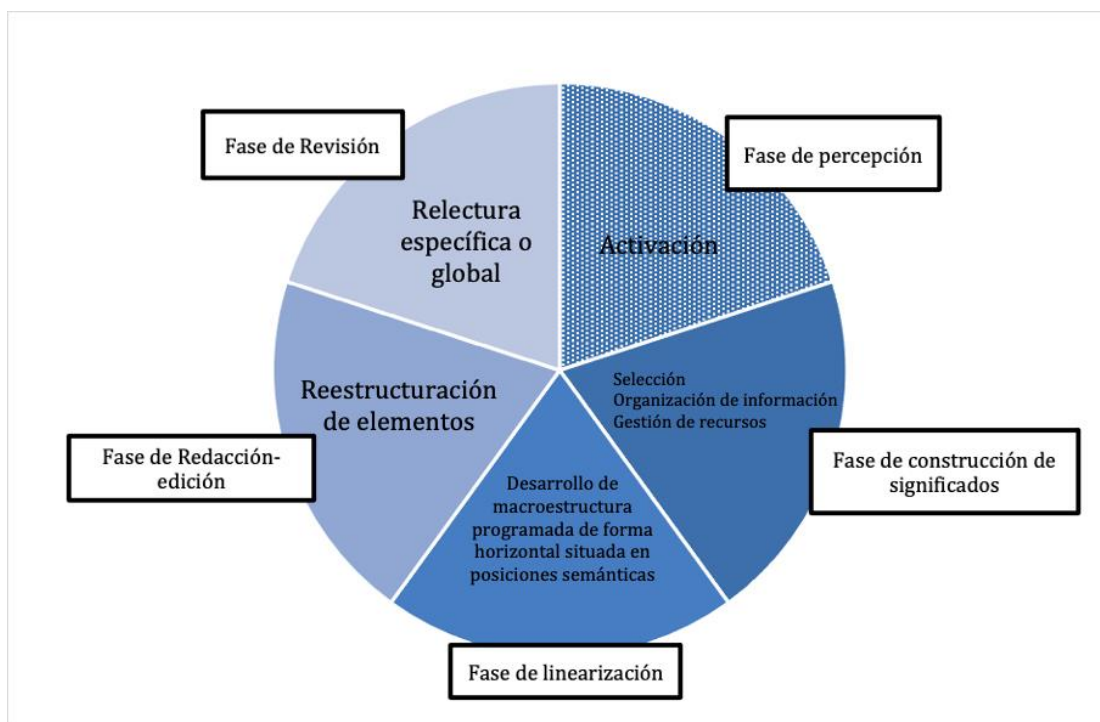 Fase de Revisión
Fase de percepción
Relectura
específica o
global
Activación
Selección
Organización de información
Gestión de recursos
Reestructuración
de elementos
Fase de Redacción-
edición
Fase de construcción de
significados
Desarrollo de
macroestructura
programada de forma
horizontal situada en
posiciones semánticas
Fase de linearización